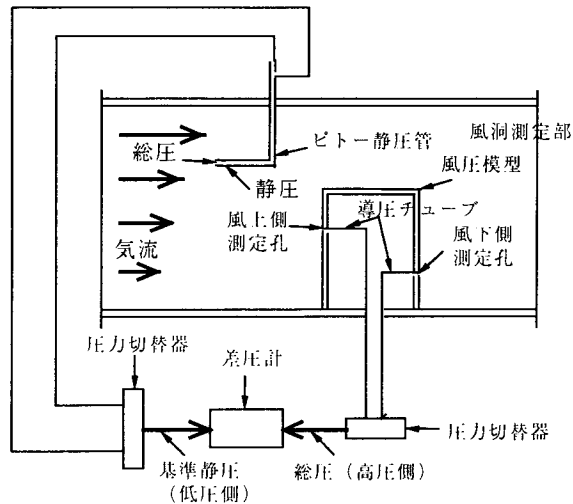 総圧
静圧
ピトー静圧管
風洞測定部
風圧模型
導圧チューブ
風上側
測定孔
風下側
測定孔
気流
圧力切替器
差圧計
圧力切替器
基準静圧
(低圧側)
総圧(高圧側)